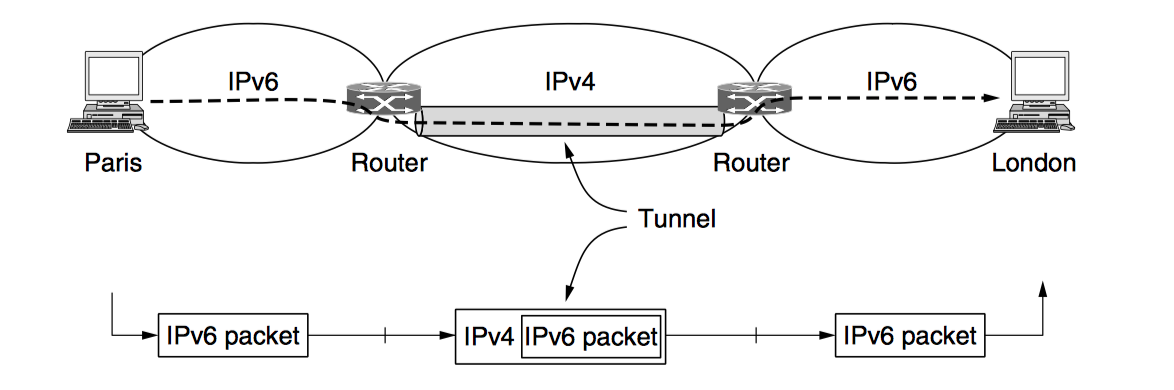 IPv6
IPv4
IPv6
Paris
Router
Router
London
Tunnel
IPv6 packet
IPv4 IPv6 packet
IPv6 packet